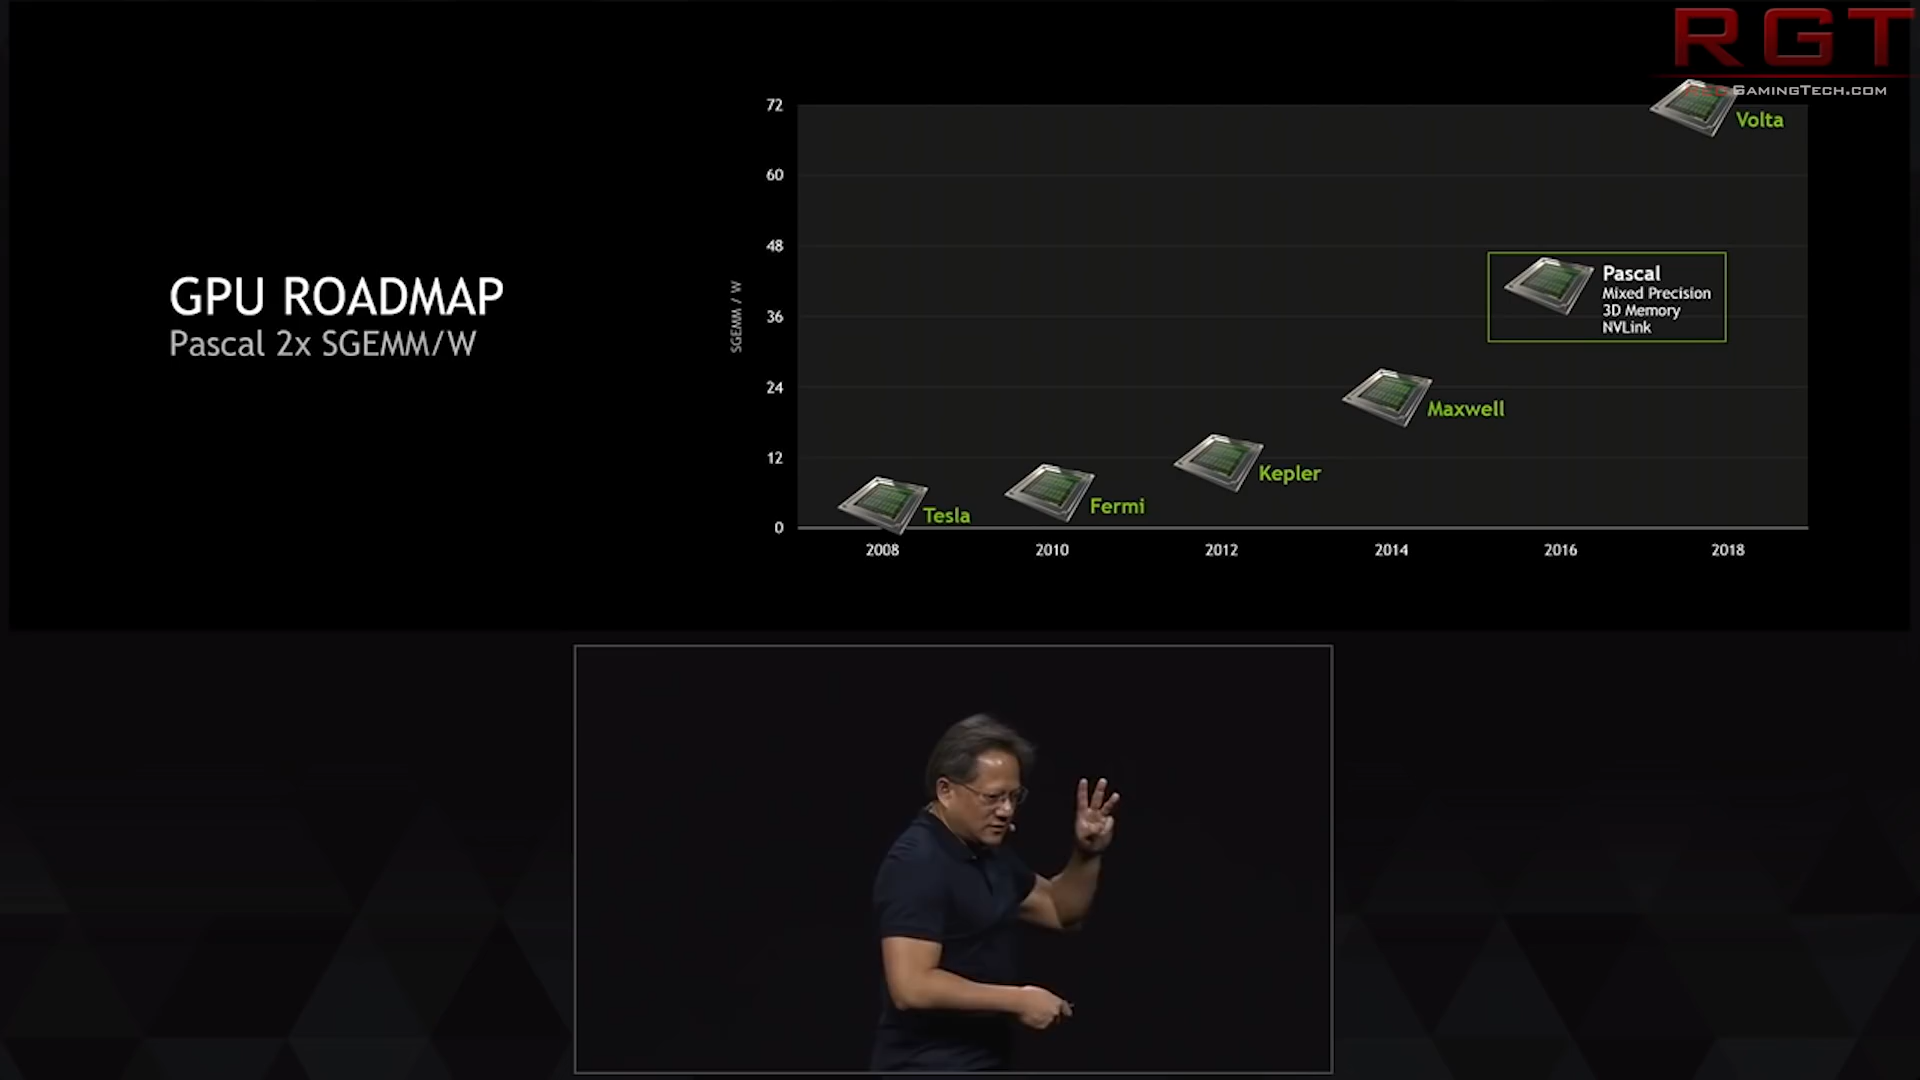 RGT
REDGAMINGTECH.COM
GPU ROADMAP
Pascal 2x SGEMM/W
SGEMM / W
72
60
48
36
24
12
0
Volta
Pascal
Mixed Precision
3D Memory
NVLink
Maxwell
Kepler
Fermi
Tesla
2008
2010
2012
2014
2016
2018